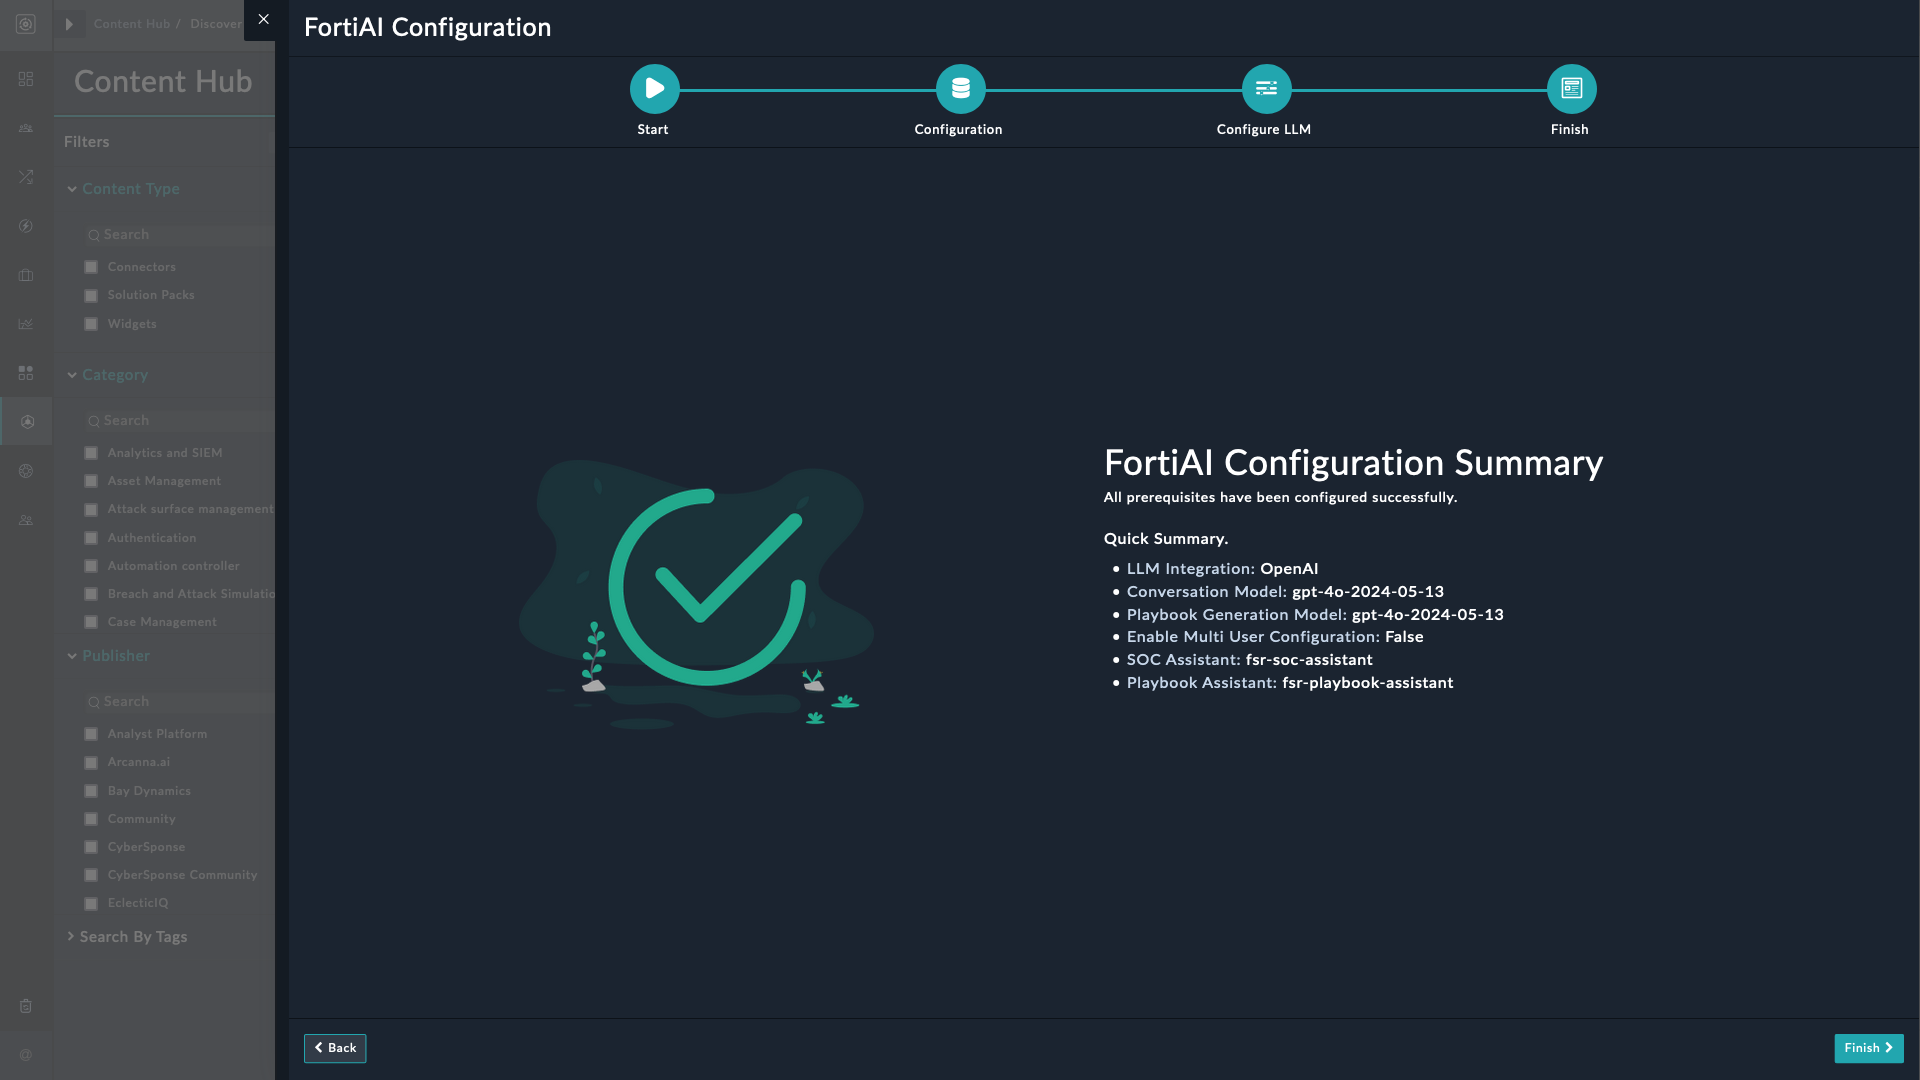 Content Hub / Discover
Content Hub
Filters
Content Type
Search
Connectors
Solution Packs
Widgets
Category
Search
Analytics and SIEM
Asset Management
Attack surface management
Authentication
Automation controller
Breach and Attack Simulatio
Case Management
Publisher
Search
Analyst Platform
Arcanna.ai
Bay Dynamics
Community
CyberSponse
CyberSponse Community
EclecticIQ
Search By Tags
FortiAI Configuration
Start
Configuration
Configure LLM
Finish
FortiAI Configuration Summary
All prerequisites have been configured successfully.
Quick Summary.
• LLM Integration: OpenAI
• Conversation Model: gpt-4o-2024-05-13
• Playbook Generation Model: gpt-4o-2024-05-13
• Enable Multi User Configuration: False
• SOC Assistant: fsr-soc-assistant
• Playbook Assistant: fsr-playbook-assistant
Back
Finish